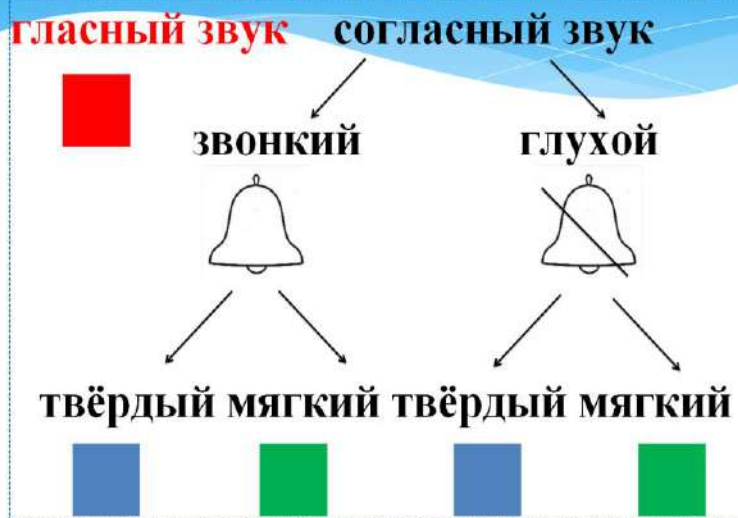 гласный звук согласный звук
звонкий глухой
твёрдый мягкий твёрдый мягкий